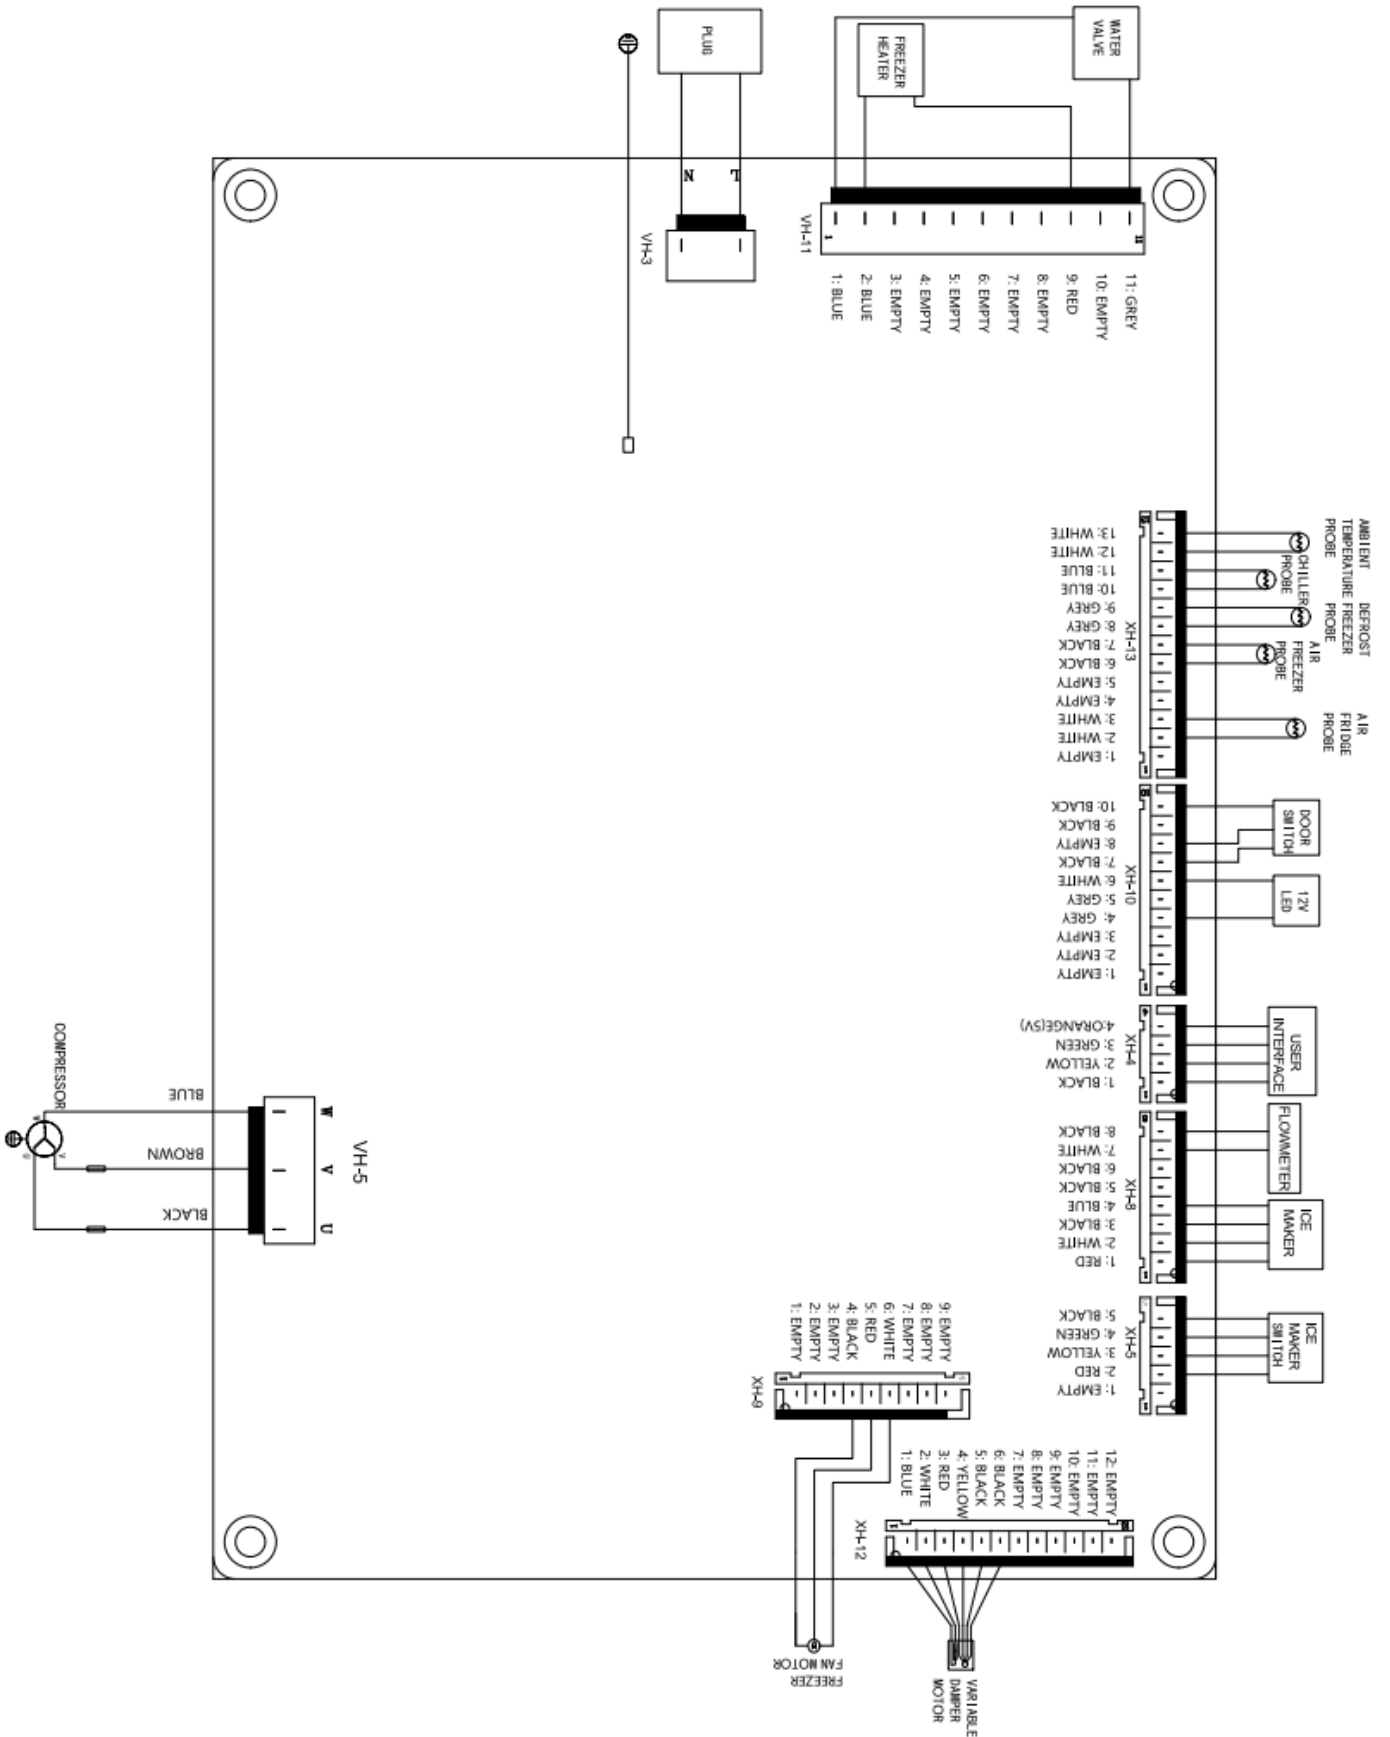 PLUG
N
L
VH-3
WATER
VALVE
FREEZER
HEATER
VH-11
1
11
1: BLUE
2: BLUE
3: EMPTY
4: EMPTY
5: EMPTY
6: EMPTY
7: EMPTY
8: EMPTY
9: RED
10: EMPTY
11: GREY
AMBIENT
TEMPERATURE
PROBE
CHILLER
PROBE
DEFROST
FREEZER
PROBE
AIR
FREEZER
PROBE
AIR
FRIDGE
PROBE
XH-13
13: WHITE
12: WHITE
11: BLUE
10: BLUE
9: GREY
8: GREY
7: BLACK
6: BLACK
5: EMPTY
4: EMPTY
3: WHITE
2: WHITE
1: EMPTY
DOOR
SWITCH
12V
LED
XH-10
10: BLACK
9: BLACK
8: EMPTY
7: BLACK
6: WHITE
5: GREY
4: GREY
3: EMPTY
2: EMPTY
1: EMPTY
USER
INTERFACE
XH-4
4:ORANGE(5V)
3: GREEN
2: YELLOW
1: BLACK
FLOWMETER
ICE
MAKER
XH-8
8: BLACK
7: WHITE
6: BLACK
5: BLACK
4: BLUE
3: BLACK
2: WHITE
1: RED
ICE
MAKER
SWITCH
XH-5
5: BLACK
4: GREEN
3: YELLOW
2: RED
1: EMPTY
COMPRESSOR
BLUE
BROWN
BLACK
W
V
U
VH-5
XH-9
9: EMPTY
8: EMPTY
7: EMPTY
6: WHITE
5: RED
4: BLACK
3: EMPTY
2: EMPTY
1: EMPTY
FREEZER
FAN MOTOR
XH-12
12: EMPTY
11: EMPTY
10: EMPTY
9: EMPTY
8: EMPTY
7: EMPTY
6: BLACK
5: BLACK
4: YELLOW
3: RED
2: WHITE
1: BLUE
VARIABLE
DAMPER
MOTOR